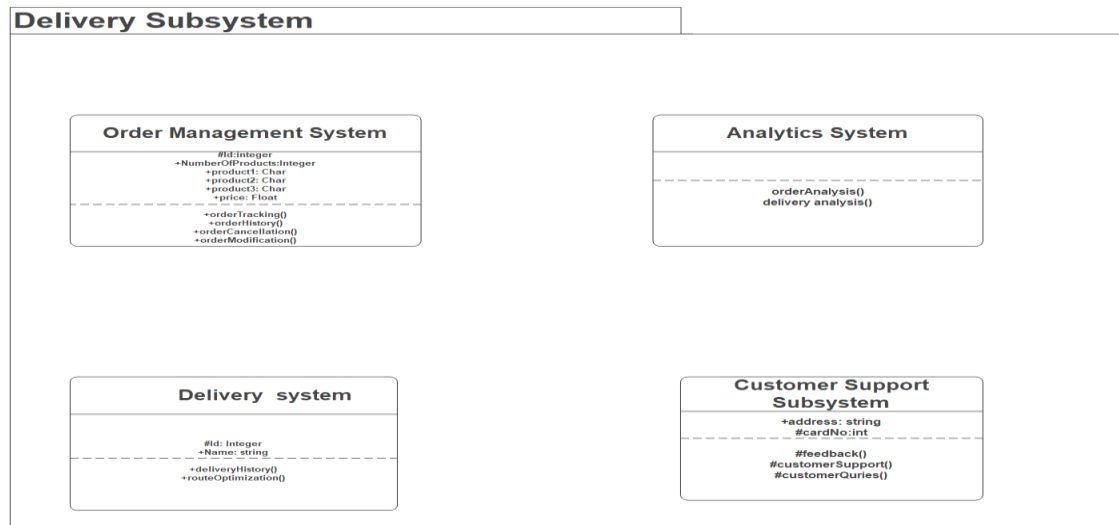 Delivery Subsystem
Order Management System
#Id:integer
+NumberOfProducts:Integer
+product1: Char
+product2: Char
+product3: Char
+price: Float
+orderTracking()
+orderHistory()
+orderCancellation()
+orderModification()
Analytics System
orderAnalysis()
delivery analysis()
Delivery system
#Id: Integer
+Name: string
+deliveryHistory()
+routeOptimization()
Customer Support
Subsystem
+address: string
#cardNo:int
#feedback()
#customerSupport()
#customerQuries()